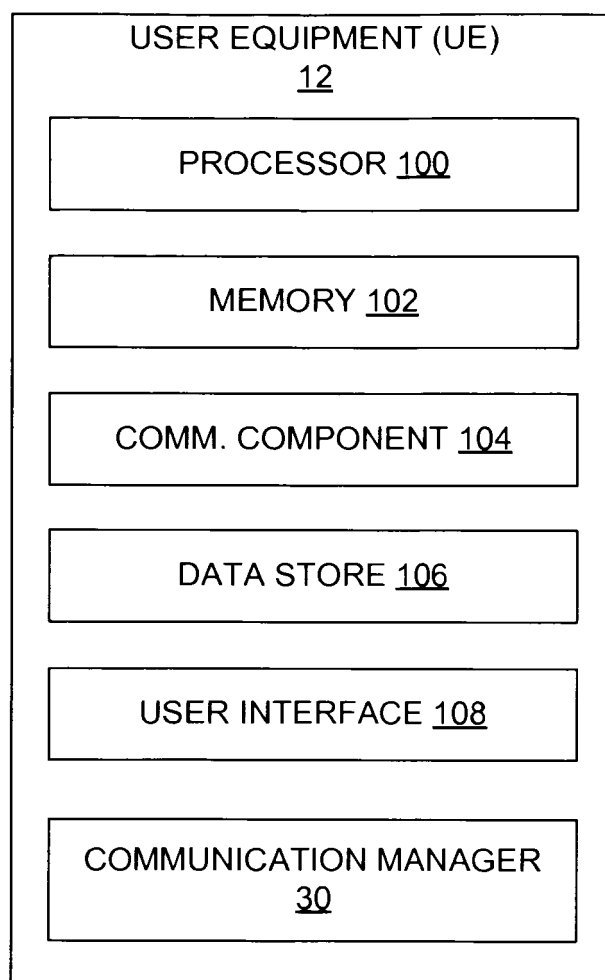 USER EQUIPMENT (UE)
12
PROCESSOR 100
MEMORY 102
COMM. COMPONENT 104
DATA STORE 106
USER INTERFACE 108
COMMUNICATION MANAGER
30